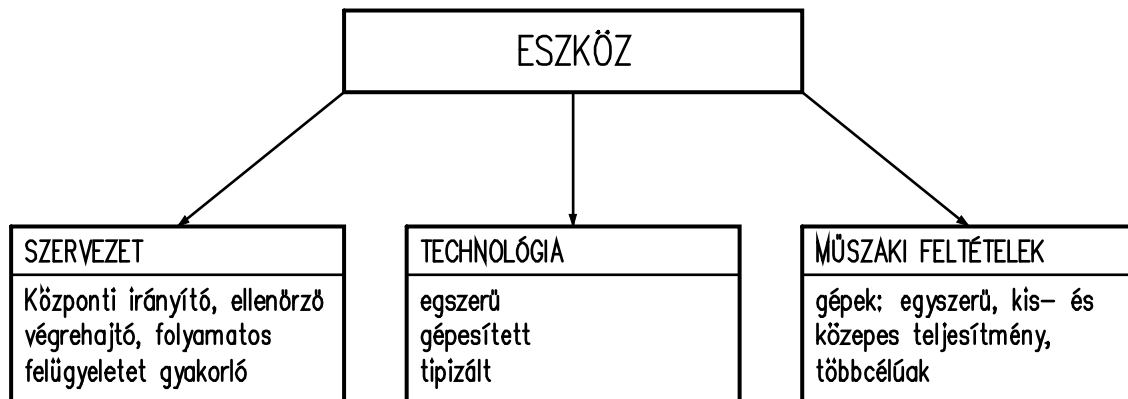 ESZKÖZ
SZERVEZET
Központi irányító, ellenörzö
végrehajtó, folyamatos
felügyeletet gyakorló
TECHNOLÓGIA
egszerü
gépesített
tipizált
MÜSZAKI FELTÉTELEK
gépek: egyszerü, kis- és
közepes teljesítmény,
többcélúak